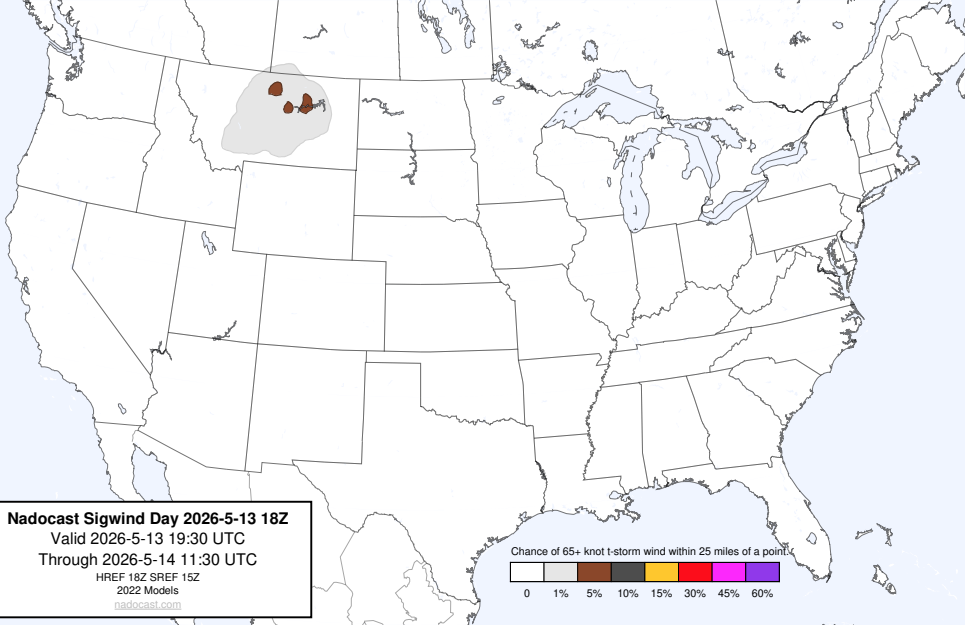 Nadocast Sigwind Day 2026-5-13 18Z
Valid 2026-5-13 19:30 UTC
Through 2026-5-14 11:30 UTC
HREF 18Z SREF 15Z
2022 Models
nadocast.com
Chance of 65+ knot t-storm wind within 25 miles of a point.
0 1% 5% 10% 15% 30% 45% 60%